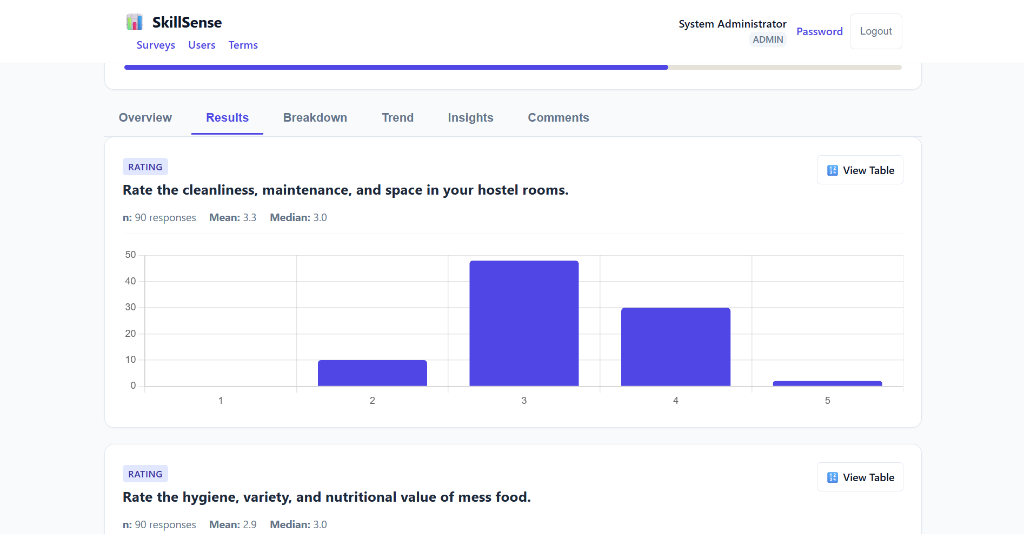 SkillSense
Surveys Users Terms
System Administrator
ADMIN
Password
Logout
Overview Results Breakdown Trend Insights Comments
RATING
View Table
Rate the cleanliness, maintenance, and space in your hostel rooms.
n: 90 responses Mean: 3.3 Median: 3.0
50
40
30
20
10
0
1 2 3 4 5
RATING
View Table
Rate the hygiene, variety, and nutritional value of mess food.
n: 90 responses Mean: 2.9 Median: 3.0